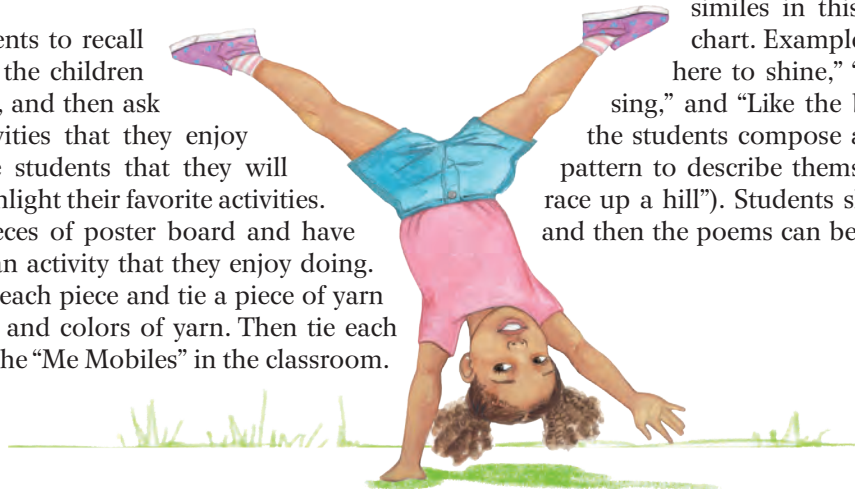 ents to recall
the children
, and then ask
vities that they enjoy
e students that they will
hlight their favorite activities.
eces of poster board and have
an activity that they enjoy doing.
each piece and tie a piece of yarn
and colors of yarn. Then tie each
he “Me Mobiles” in the classroom.
similes in this
chart. Example
here to shine,” “
sing,” and “Like the
the students compose a
pattern to describe thems
race up a hill”). Students s
and then the poems can be